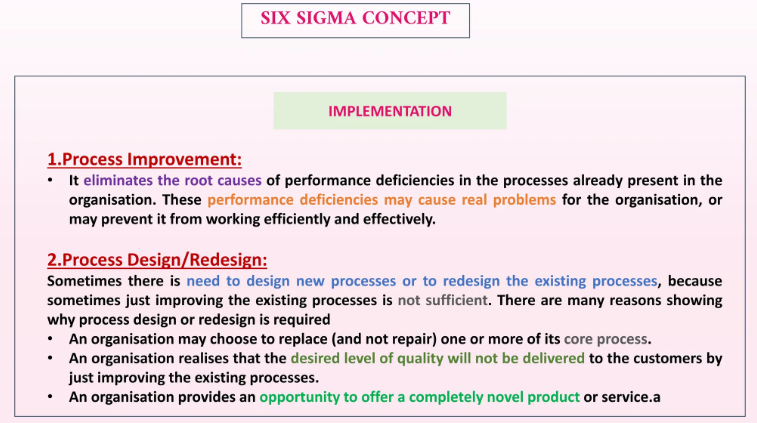 SIX SIGMA CONCEPT
IMPLEMENTATION
1.Process Improvement:
• It eliminates the root causes of performance deficiencies in the processes already present in the
organisation. These performance deficiencies may cause real problems for the organisation, or
may prevent it from working efficiently and effectively.
2.Process Design/Redesign:
Sometimes there is need to design new processes or to redesign the existing processes, because
sometimes just improving the existing processes is not sufficient. There are many reasons showing
why process design or redesign is required
• An organisation may choose to replace (and not repair) one or more of its core process.
• An organisation realises that the desired level of quality will not be delivered to the customers by
just improving the existing processes.
• An organisation provides an opportunity to offer a completely novel product or service.a